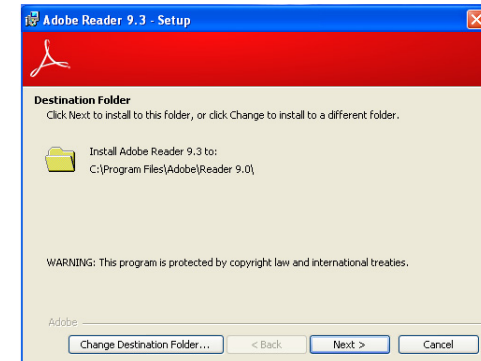 Adobe Reader 9.3 - Setup
Destination Folder
Click Next to install to this folder, or click Change to install to a different folder.
Install Adobe Reader 9.3 to:
C:\Program Files\Adobe\Reader 9.0\
WARNING: This program is protected by copyright law and international treaties.
Adobe
Change Destination Folder... < Back Next > Cancel